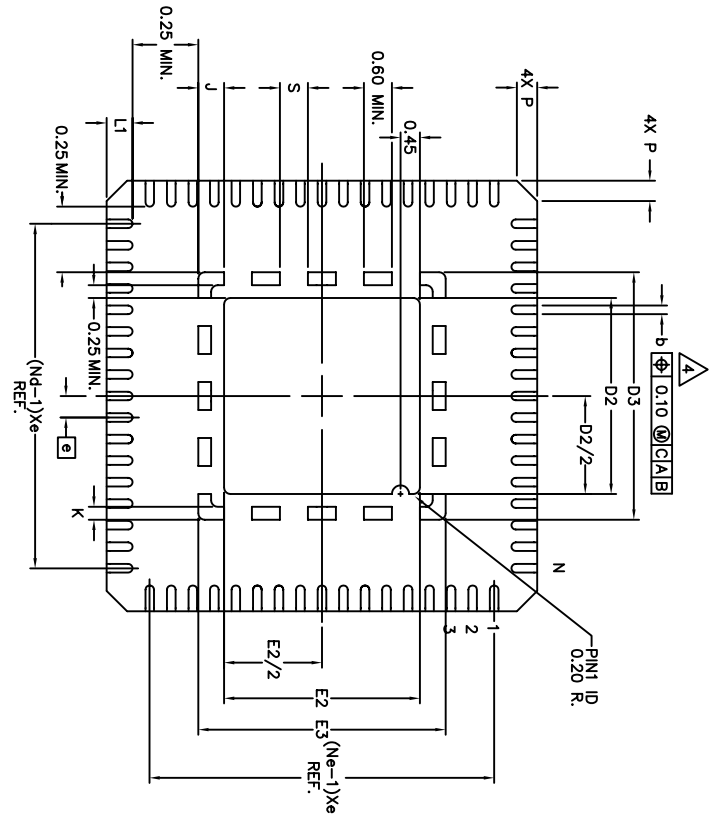 4X P
4X P
0.45
0.60 MIN.
S
J
0.25 MIN.
L1
0.25 MIN.
4
b
0.10 Ⓜ C A B
D3
D2
D2/2
0.25 MIN.
(Nd-1)Xe
REF.
e
K
N
1
2
3
PIN1 ID
0.20 R.
E2/2
E2
E3
(Ne-1)Xe
REF.